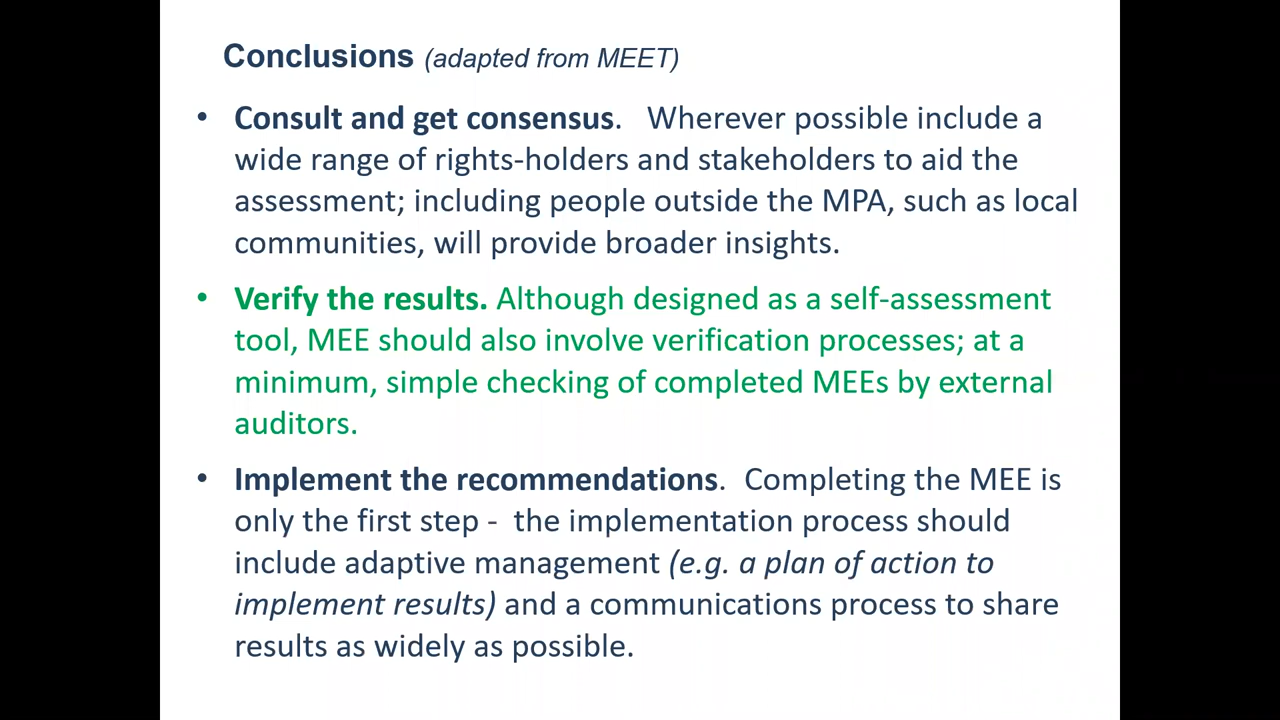 Conclusions (adapted from MEET)
• Consult and get consensus. Wherever possible include a
wide range of rights-holders and stakeholders to aid the
assessment; including people outside the MPA, such as local
communities, will provide broader insights.
• Verify the results. Although designed as a self-assessment
tool, MEE should also involve verification processes; at a
minimum, simple checking of completed MEEs by external
auditors.
• Implement the recommendations. Completing the MEE is
only the first step - the implementation process should
include adaptive management (e.g. a plan of action to
implement results) and a communications process to share
results as widely as possible.